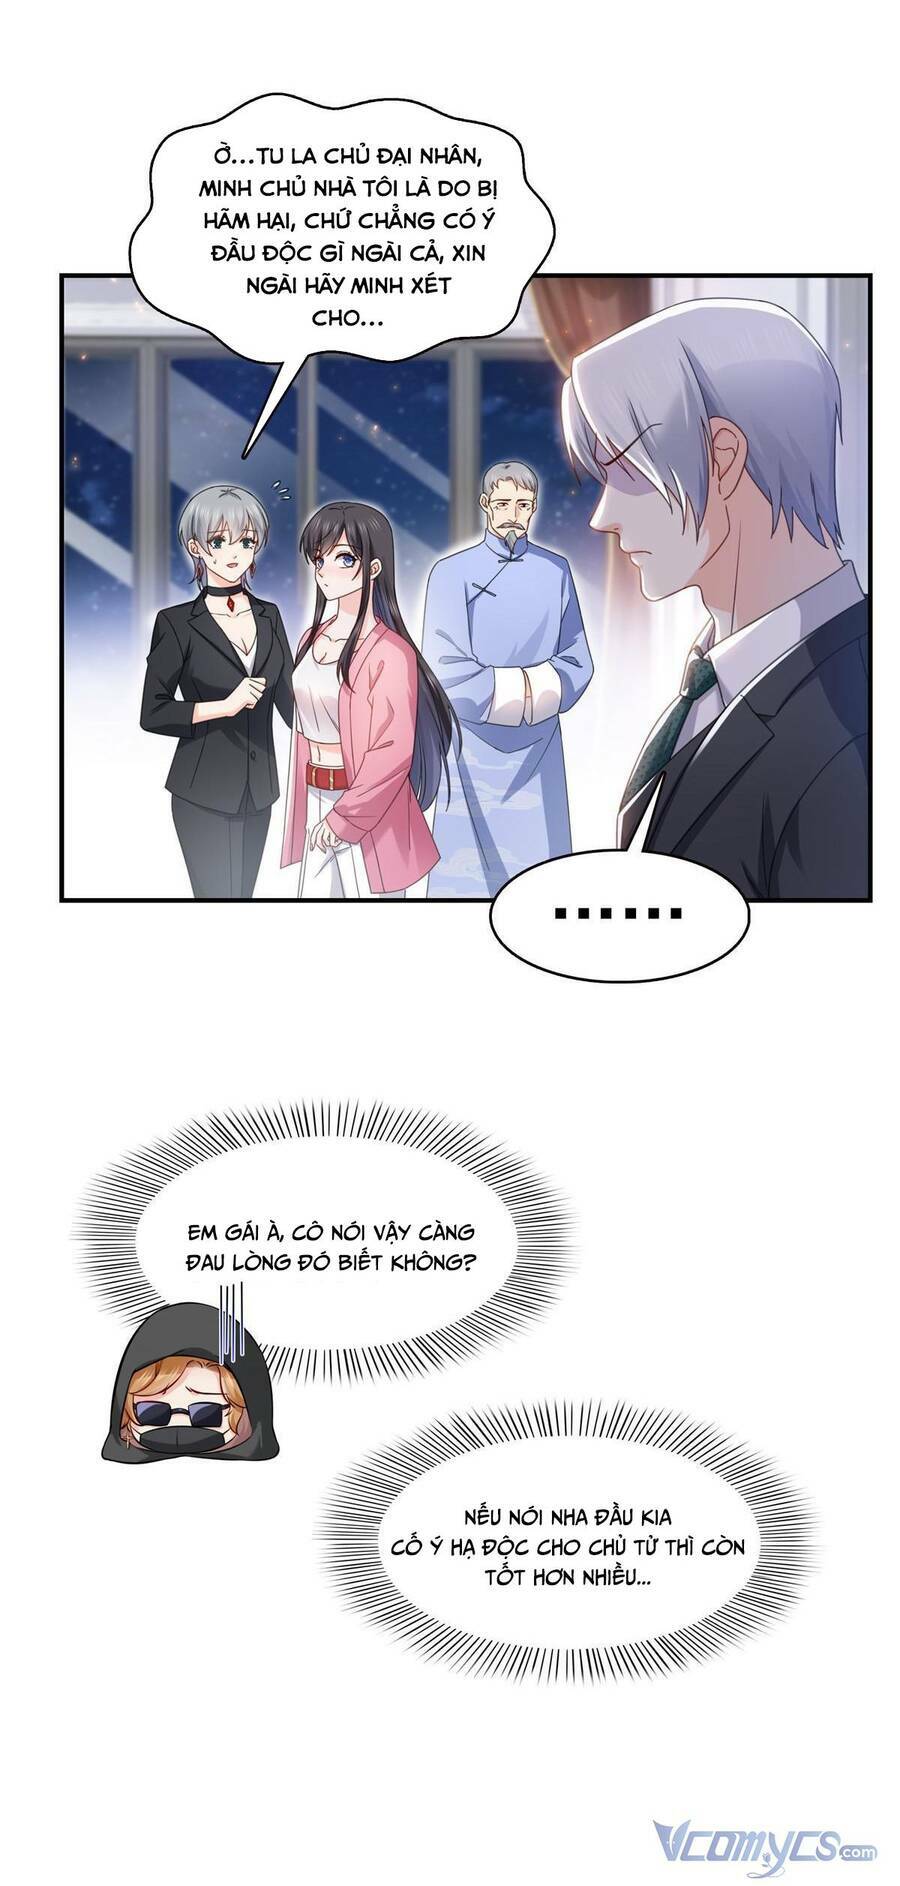 Ờ...TU LA CHỦ ĐẠI NHÂN,
MINH CHỦ NHÀ TÔI LÀ DO BỊ
HÃM HẠI, CHỨ CHẲNG CÓ Ý
ĐẦU ĐỘC GÌ NGÀI CẢ, XIN
NGÀI HÃY MINH XÉT
CHO...
......
EM GÁI À, CÔ NÓI VẬY CÀNG
ĐAU LÒNG ĐÓ BIẾT KHÔNG?
NẾU NÓI NHA ĐẦU KIA
CỐ Ý HẠ ĐỘC CHO CHỦ TỬ THÌ CÒN
TỐT HƠN NHIỀU...
VCOMYCS.com